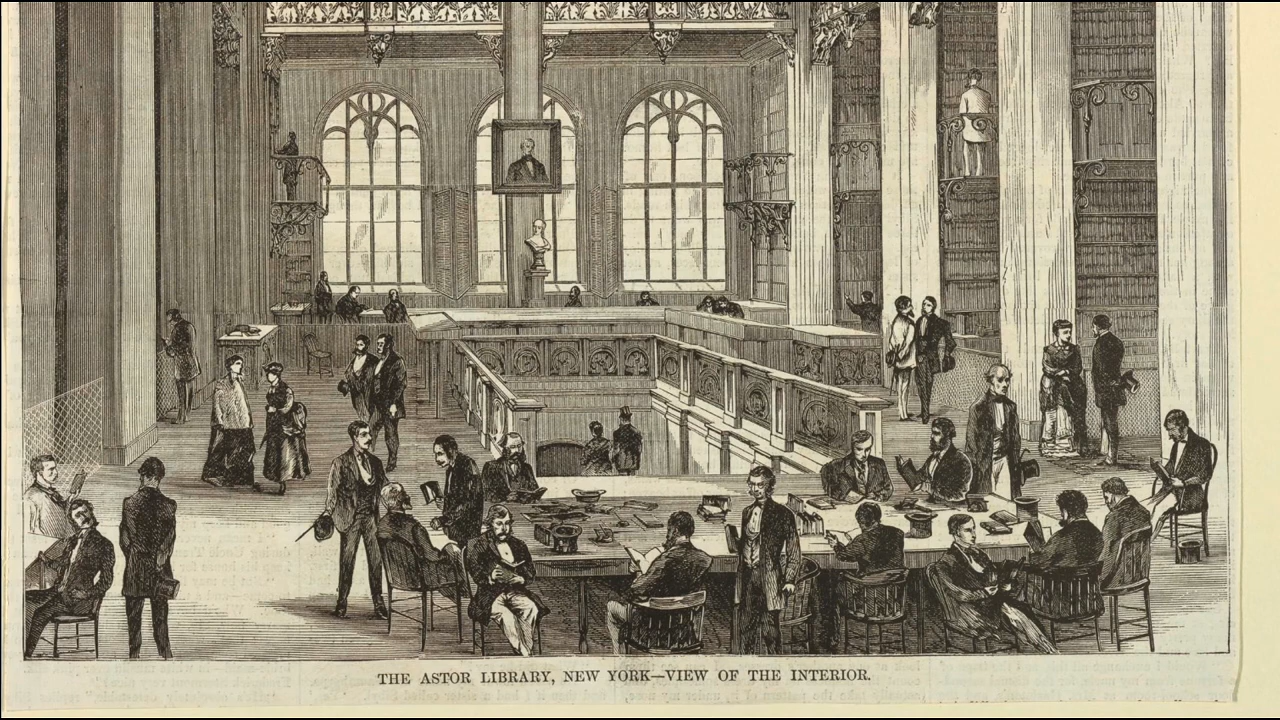 THE ASTOR LIBRARY, NEW YORK—VIEW OF THE INTERIOR.